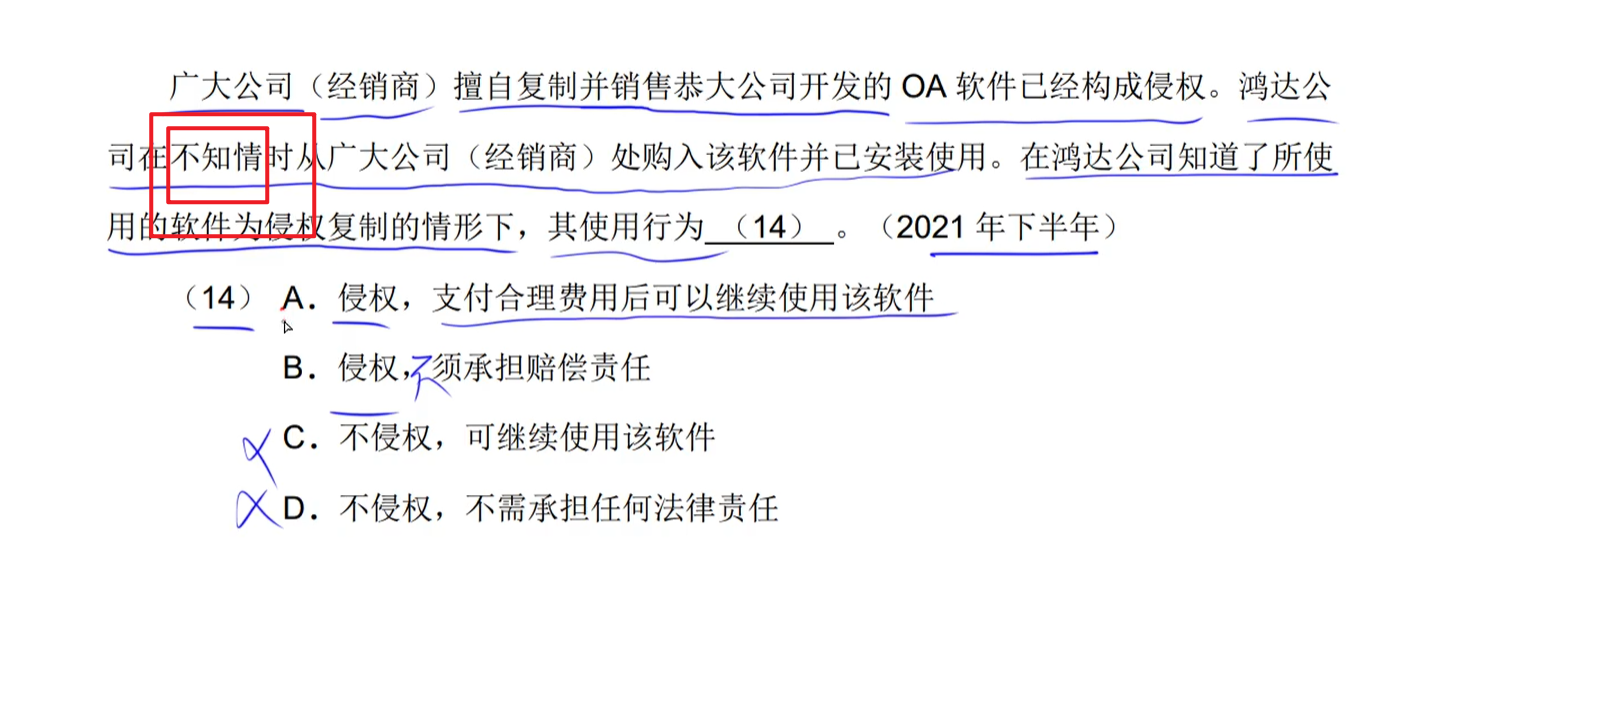 广大公司（经销商）擅自复制并销售恭大公司开发的 OA 软件已经构成侵权。鸿达公
司在不知情时从广大公司（经销商）处购入该软件并已安装使用。在鸿达公司知道了所使
用的软件为侵权复制的情形下，其使用行为 （14） 。（2021 年下半年）
（14） A．侵权，支付合理费用后可以继续使用该软件
B．侵权，不须承担赔偿责任
C．不侵权，可继续使用该软件
D．不侵权，不需承担任何法律责任